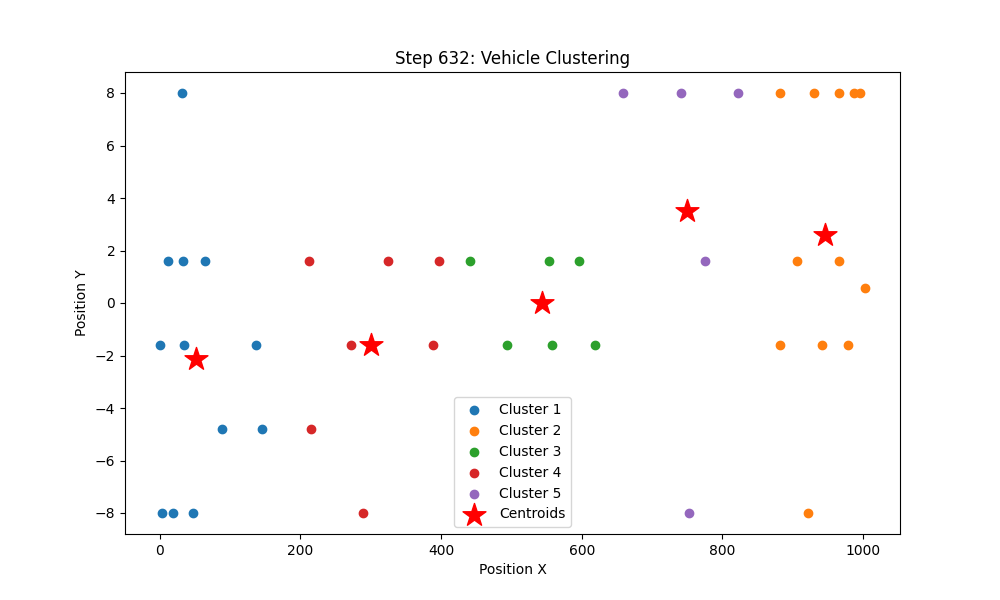 Step 632: Vehicle Clustering
Position Y
8
6
4
2
0
−2
−4
−6
−8
Cluster 1
Cluster 2
Cluster 3
Cluster 4
Cluster 5
Centroids
0
200
400
600
800
1000
Position X